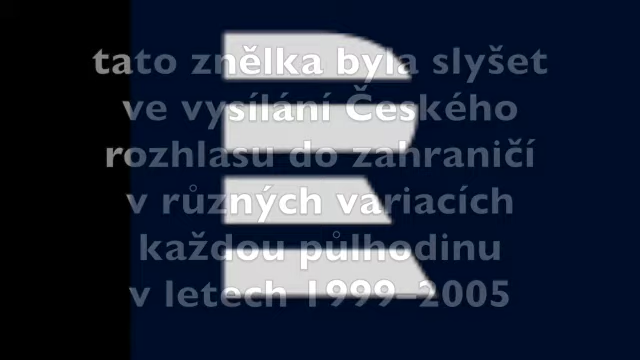 tato znělka byla slyšet
ve vysílání Českého
rozhlasu do zahraničí
v různých variacích
každou půlhodinu
v letech 1999–2005